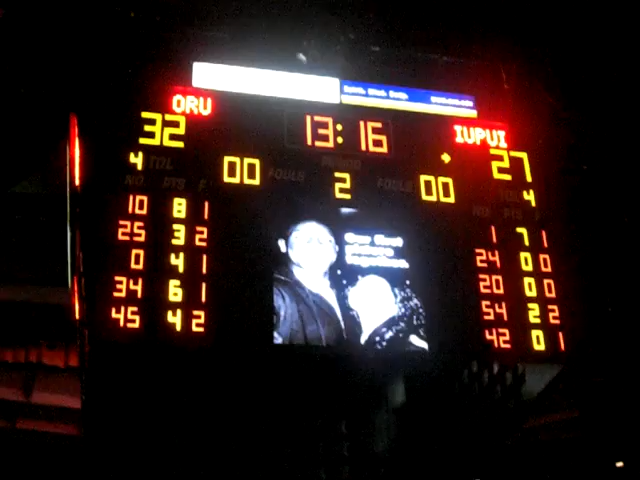 ORU
32
13:16
IUPUI
27
4 TOL
00 FOULS
PERIOD
2
FOULS 00
TOL
4
NO. PTS F
NO. PTS F
10 8 1
25 3 2
0 4 1
34 6 1
45 4 2
1 7 1
24 0 0
20 0 0
54 2 2
42 0 1